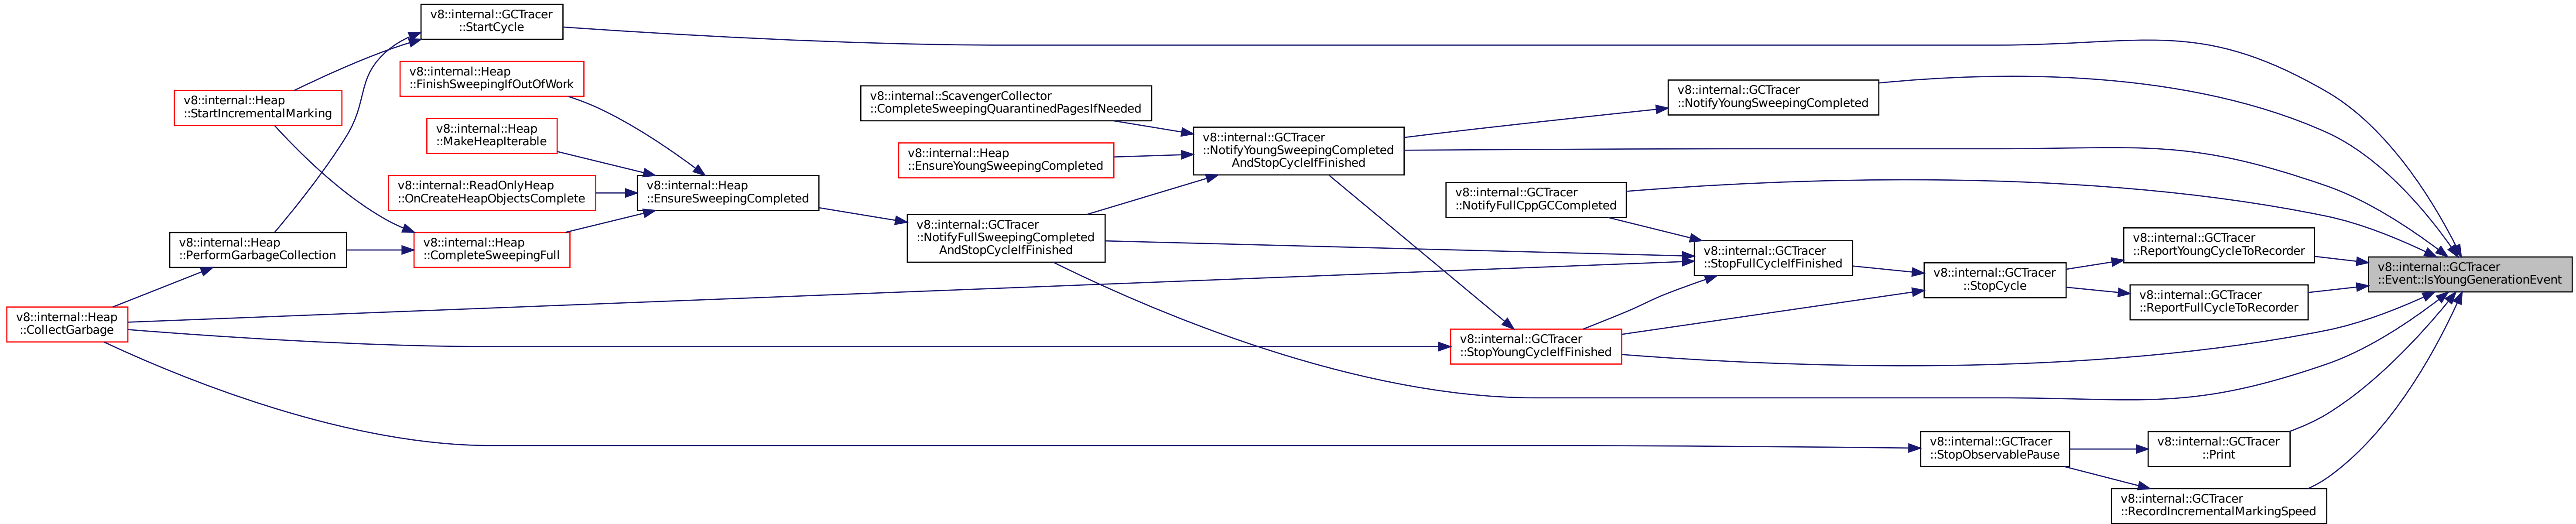 v8::internal::GCTracer
::StartCycle
v8::internal::Heap
::FinishSweepingIfOutOfWork
v8::internal::Heap
::StartIncrementalMarking
v8::internal::Heap
::MakeHeapIterable
v8::internal::ReadOnlyHeap
::OnCreateHeapObjectsComplete
v8::internal::Heap
::PerformGarbageCollection
v8::internal::Heap
::CompleteSweepingFull
v8::internal::Heap
::CollectGarbage
v8::internal::Heap
::EnsureSweepingCompleted
v8::internal::ScavengerCollector
::CompleteSweepingQuarantinedPagesIfNeeded
v8::internal::Heap
::EnsureYoungSweepingCompleted
v8::internal::GCTracer
::NotifyFullSweepingCompleted
AndStopCycleIfFinished
v8::internal::GCTracer
::NotifyYoungSweepingCompleted
AndStopCycleIfFinished
v8::internal::GCTracer
::NotifyFullCppGCCompleted
v8::internal::GCTracer
::StopYoungCycleIfFinished
v8::internal::GCTracer
::NotifyYoungSweepingCompleted
v8::internal::GCTracer
::StopFullCycleIfFinished
v8::internal::GCTracer
::StopCycle
v8::internal::GCTracer
::StopObservablePause
v8::internal::GCTracer
::ReportYoungCycleToRecorder
v8::internal::GCTracer
::ReportFullCycleToRecorder
v8::internal::GCTracer
::Print
v8::internal::GCTracer
::RecordIncrementalMarkingSpeed
v8::internal::GCTracer
::Event::IsYoungGenerationEvent